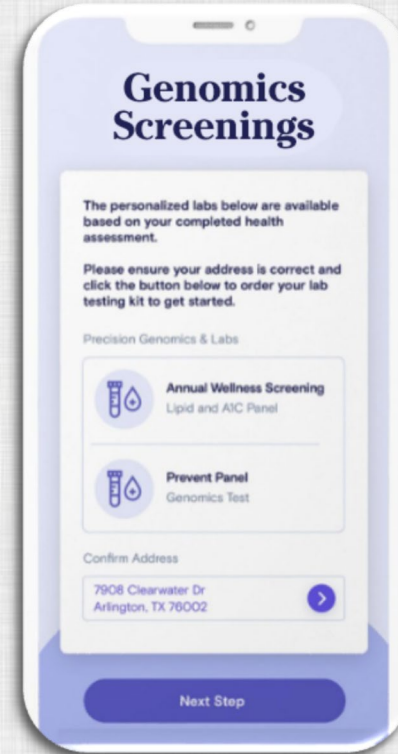 Genomics
Screenings
The personalized labs below are available
based on your completed health
assessment.
Please ensure your address is correct and
click the button below to order your lab
testing kit to get started.
Precision Genomics & Labs
Annual Wellness Screening
Lipid and A1C Panel
Prevent Panel
Genomics Test
Confirm Address
7908 Clearwater Dr
Arlington, TX 76002
Next Step